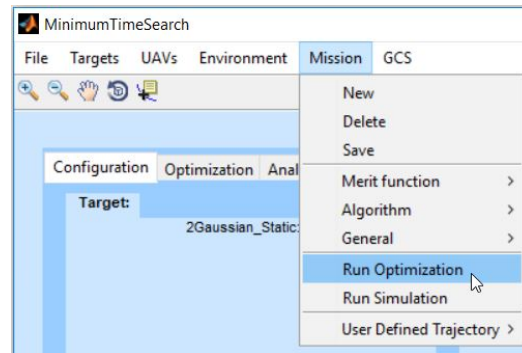 MinimumTimeSearch
File Targets UAVs Environment Mission GCS
New
Delete
Save
Merit function >
Algorithm >
General >
Run Optimization
Run Simulation
User Defined Trajectory >
Configuration Optimization Anal
Target:
2Gaussian_Static: